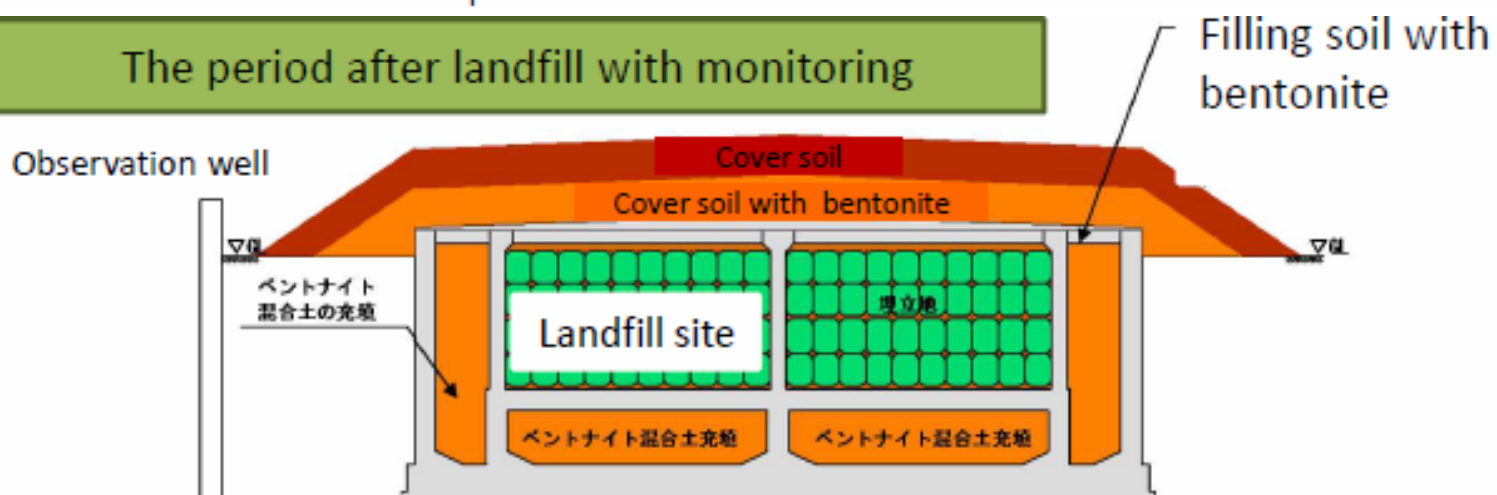 The period after landfill with monitoring
Filling soil with
bentonite
Observation well
Cover soil
Cover soil with bentonite
▽GL
▽GL
ベントナイト
混合土の充填
埋立地
Landfill site
ベントナイト混合土充填
ベントナイト混合土充填